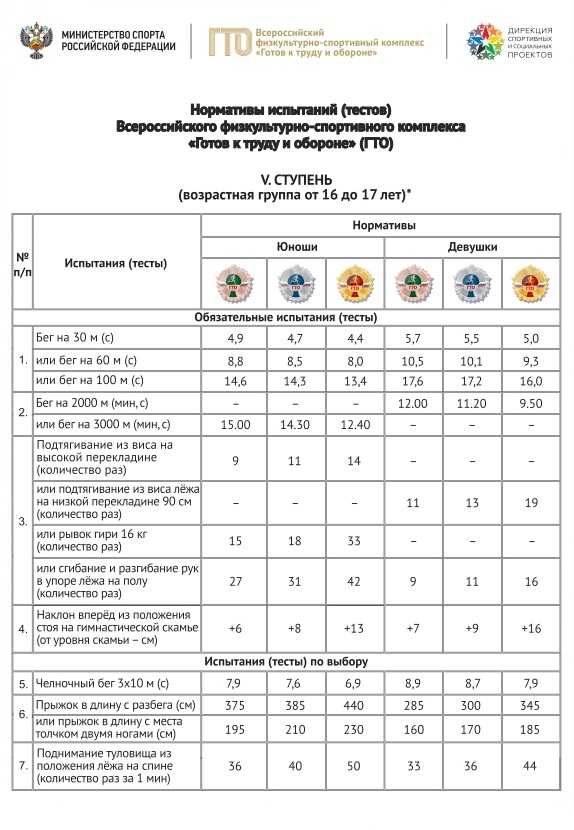 МИНИСТЕРСТВО СПОРТА
РОССИЙСКОЙ ФЕДЕРАЦИИ
ГТО
Всероссийский
физкультурно-спортивный комплекс
«Готов к труду и обороне»
ДИРЕКЦИЯ
СПОРТИВНЫХ
И СОЦИАЛЬНЫХ
ПРОЕКТОВ
Нормативы испытаний (тестов)
Всероссийского физкультурно-спортивного комплекса
«Готов к труду и обороне» (ГТО)
V. СТУПЕНЬ
(возрастная группа от 16 до 17 лет)*
№ п/п
Испытания (тесты)
Нормативы
Юноши Девушки
ГТО ГТО ГТО ГТО ГТО ГТО
Обязательные испытания (тесты)
1.
Бег на 30 м (с) 4,9 4,7 4,4 5,7 5,5 5,0
или бег на 60 м (с) 8,8 8,5 8,0 10,5 10,1 9,3
или бег на 100 м (с) 14,6 14,3 13,4 17,6 17,2 16,0
2.
Бег на 2000 м (мин, с) – – – 12.00 11.20 9.50
или бег на 3000 м (мин, с) 15.00 14.30 12.40 – – –
3.
Подтягивание из виса на
высокой перекладине
(количество раз) 9 11 14 – – –
или подтягивание из виса лёжа
на низкой перекладине 90 см
(количество раз) – – – 11 13 19
или рывок гири 16 кг
(количество раз) 15 18 33 – – –
или сгибание и разгибание рук
в упоре лёжа на полу
(количество раз) 27 31 42 9 11 16
4.
Наклон вперёд из положения
стоя на гимнастической скамье
(от уровня скамьи – см) +6 +8 +13 +7 +9 +16
Испытания (тесты) по выбору
5. Челночный бег 3х10 м (с) 7,9 7,6 6,9 8,9 8,7 7,9
6.
Прыжок в длину с разбега (см) 375 385 440 285 300 345
или прыжок в длину с места
толчком двумя ногами (см) 195 210 230 160 170 185
7.
Поднимание туловища из
положения лёжа на спине
(количество раз за 1 мин) 36 40 50 33 36 44